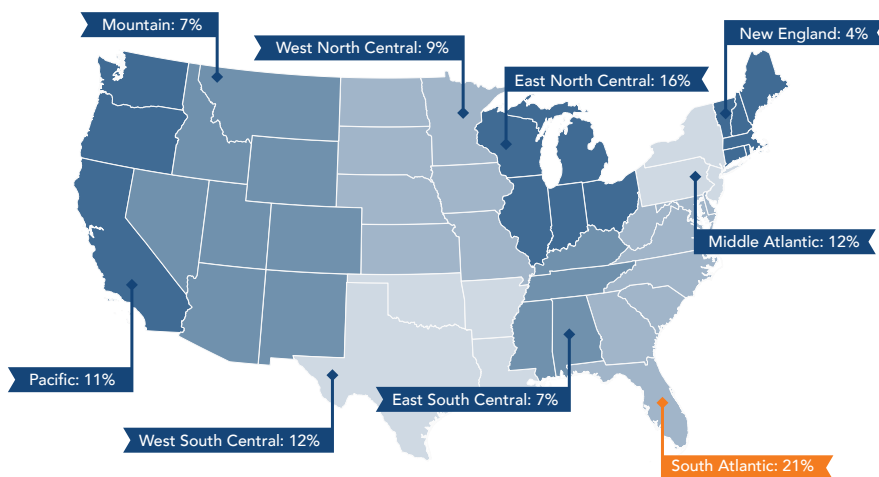 Mountain: 7%
New England: 4%
West North Central: 9%
East North Central: 16%
Middle Atlantic: 12%
Pacific: 11%
East South Central: 7%
West South Central: 12%
South Atlantic: 21%